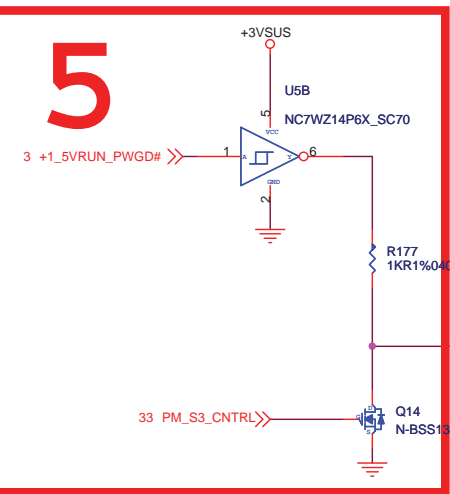 +3VSUS
5
U5B
NC7WZ14P6X_SC70
5
VCC
3 +1_5VRUN_PWGD#
1
A
Y
6
GND
2
R177
1KR1%040
33 PM_S3_CNTRL
D
G
S
Q14
N-BSS13